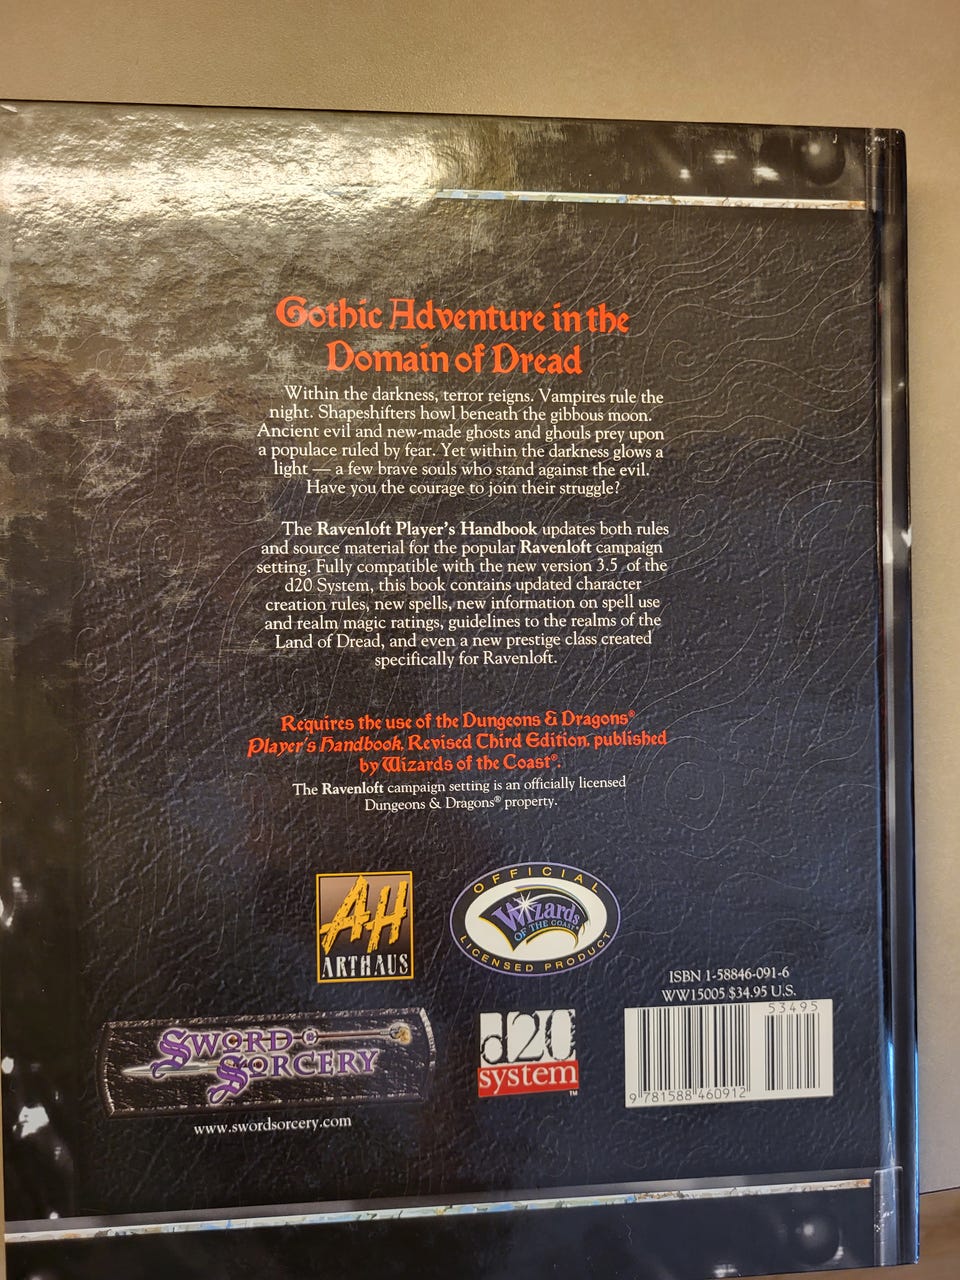 Gothic Adventure in the
Domain of Dread
Within the darkness, terror reigns. Vampires rule the
night. Shapeshifters howl beneath the gibbous moon.
Ancient evil and new-made ghosts and ghouls prey upon
a populace ruled by fear. Yet within the darkness glows a
light — a few brave souls who stand against the evil.
Have you the courage to join their struggle?
The Ravenloft Player's Handbook updates both rules
and source material for the popular Ravenloft campaign
setting. Fully compatible with the new version 3.5 of the
d20 System, this book contains updated character
creation rules, new spells, new information on spell use
and realm magic ratings, guidelines to the realms of the
Land of Dread, and even a new prestige class created
specifically for Ravenloft.
Requires the use of the Dungeons & Dragons®
Player's Handbook, Revised Third Edition, published
by Wizards of the Coast®.
The Ravenloft campaign setting is an officially licensed
Dungeons & Dragons® property.
AH
ARTHAUS
OFFICIAL
Wizards
OF THE COAST®
LICENSED PRODUCT
ISBN 1-58846-091-6
WW15005 $34.95 U.S.
53495
9 781588 460912
SWORD
SORCERY
www.swordsorcery.com
d20
system™